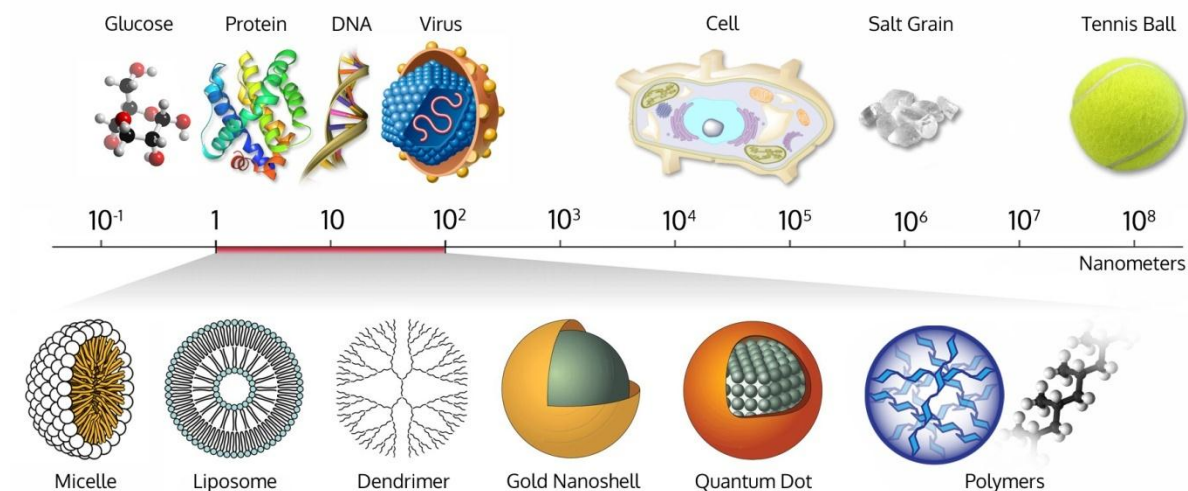 Glucose Protein DNA Virus Cell Salt Grain Tennis Ball
10⁻¹ 1 10 10² 10³ 10⁴ 10⁵ 10⁶ 10⁷ 10⁸
Nanometers
Micelle Liposome Dendrimer Gold Nanoshell Quantum Dot Polymers